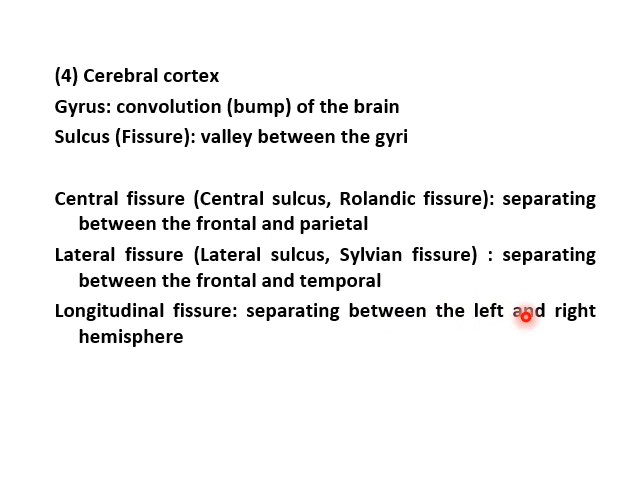 (4) Cerebral cortex
Gyrus: convolution (bump) of the brain
Sulcus (Fissure): valley between the gyri
Central fissure (Central sulcus, Rolandic fissure): separating
between the frontal and parietal
Lateral fissure (Lateral sulcus, Sylvian fissure) : separating
between the frontal and temporal
Longitudinal fissure: separating between the left and right
hemisphere